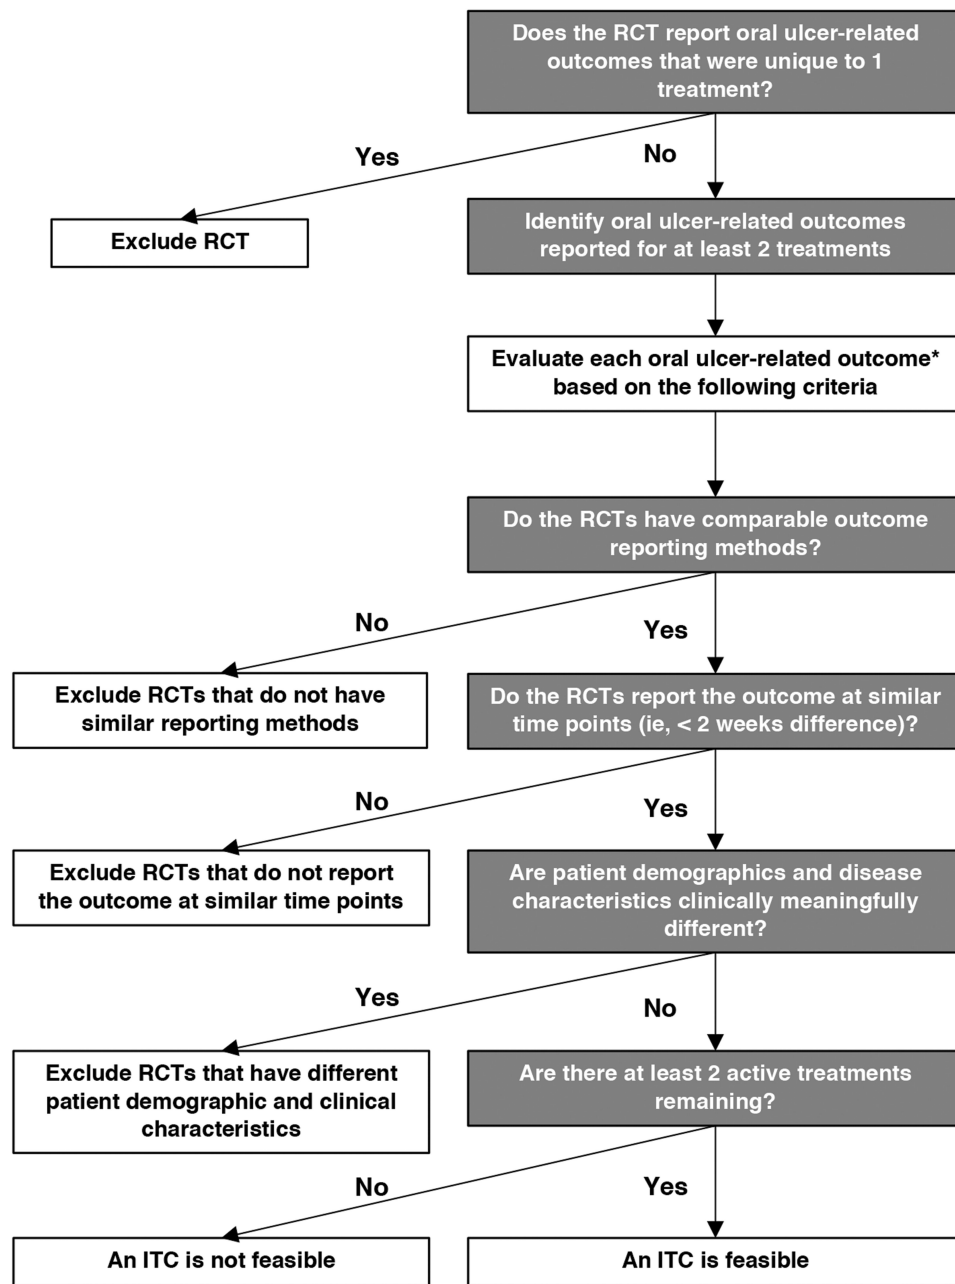 Does the RCT report oral ulcer-related
outcomes that were unique to 1
treatment?
Yes
No
Exclude RCT
Identify oral ulcer-related outcomes
reported for at least 2 treatments
Evaluate each oral ulcer-related outcome*
based on the following criteria
Do the RCTs have comparable outcome
reporting methods?
No
Yes
Exclude RCTs that do not have
similar reporting methods
Do the RCTs report the outcome at similar
time points (ie, < 2 weeks difference)?
No
Yes
Exclude RCTs that do not report
the outcome at similar time points
Are patient demographics and disease
characteristics clinically meaningfully
different?
Yes
No
Exclude RCTs that have different
patient demographic and clinical
characteristics
Are there at least 2 active treatments
remaining?
No
Yes
An ITC is not feasible
An ITC is feasible